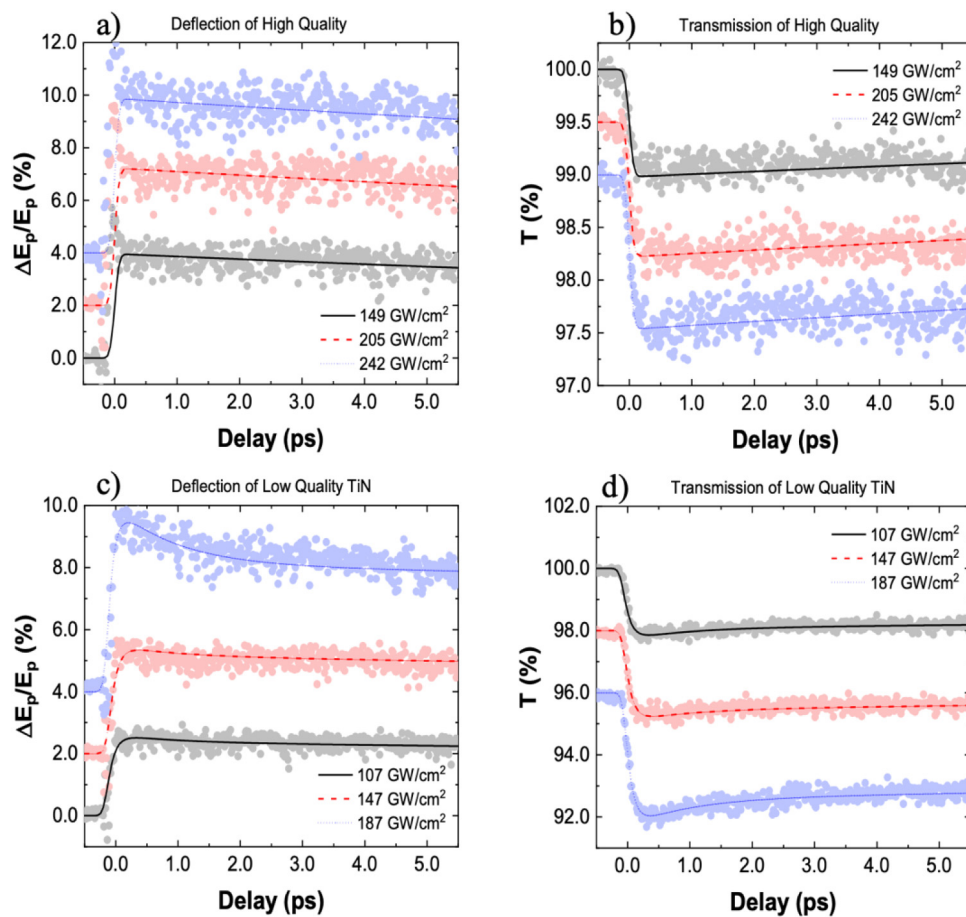 a)
Deflection of High Quality
12.0
10.0
8.0
6.0
4.0
2.0
0.0
ΔEp/Ep (%)
149 GW/cm²
205 GW/cm²
242 GW/cm²
0.0 1.0 2.0 3.0 4.0 5.0
Delay (ps)
b)
Transmission of High Quality
100.0
99.5
99.0
98.5
98.0
97.5
97.0
T (%)
149 GW/cm²
205 GW/cm²
242 GW/cm²
0.0 1.0 2.0 3.0 4.0 5.0
Delay (ps)
c)
Deflection of Low Quality TiN
10.0
8.0
6.0
4.0
2.0
0.0
ΔEp/Ep (%)
107 GW/cm²
147 GW/cm²
187 GW/cm²
0.0 1.0 2.0 3.0 4.0 5.0
Delay (ps)
d)
Transmission of Low Quality TiN
102.0
100.0
98.0
96.0
94.0
92.0
T (%)
107 GW/cm²
147 GW/cm²
187 GW/cm²
0.0 1.0 2.0 3.0 4.0 5.0
Delay (ps)